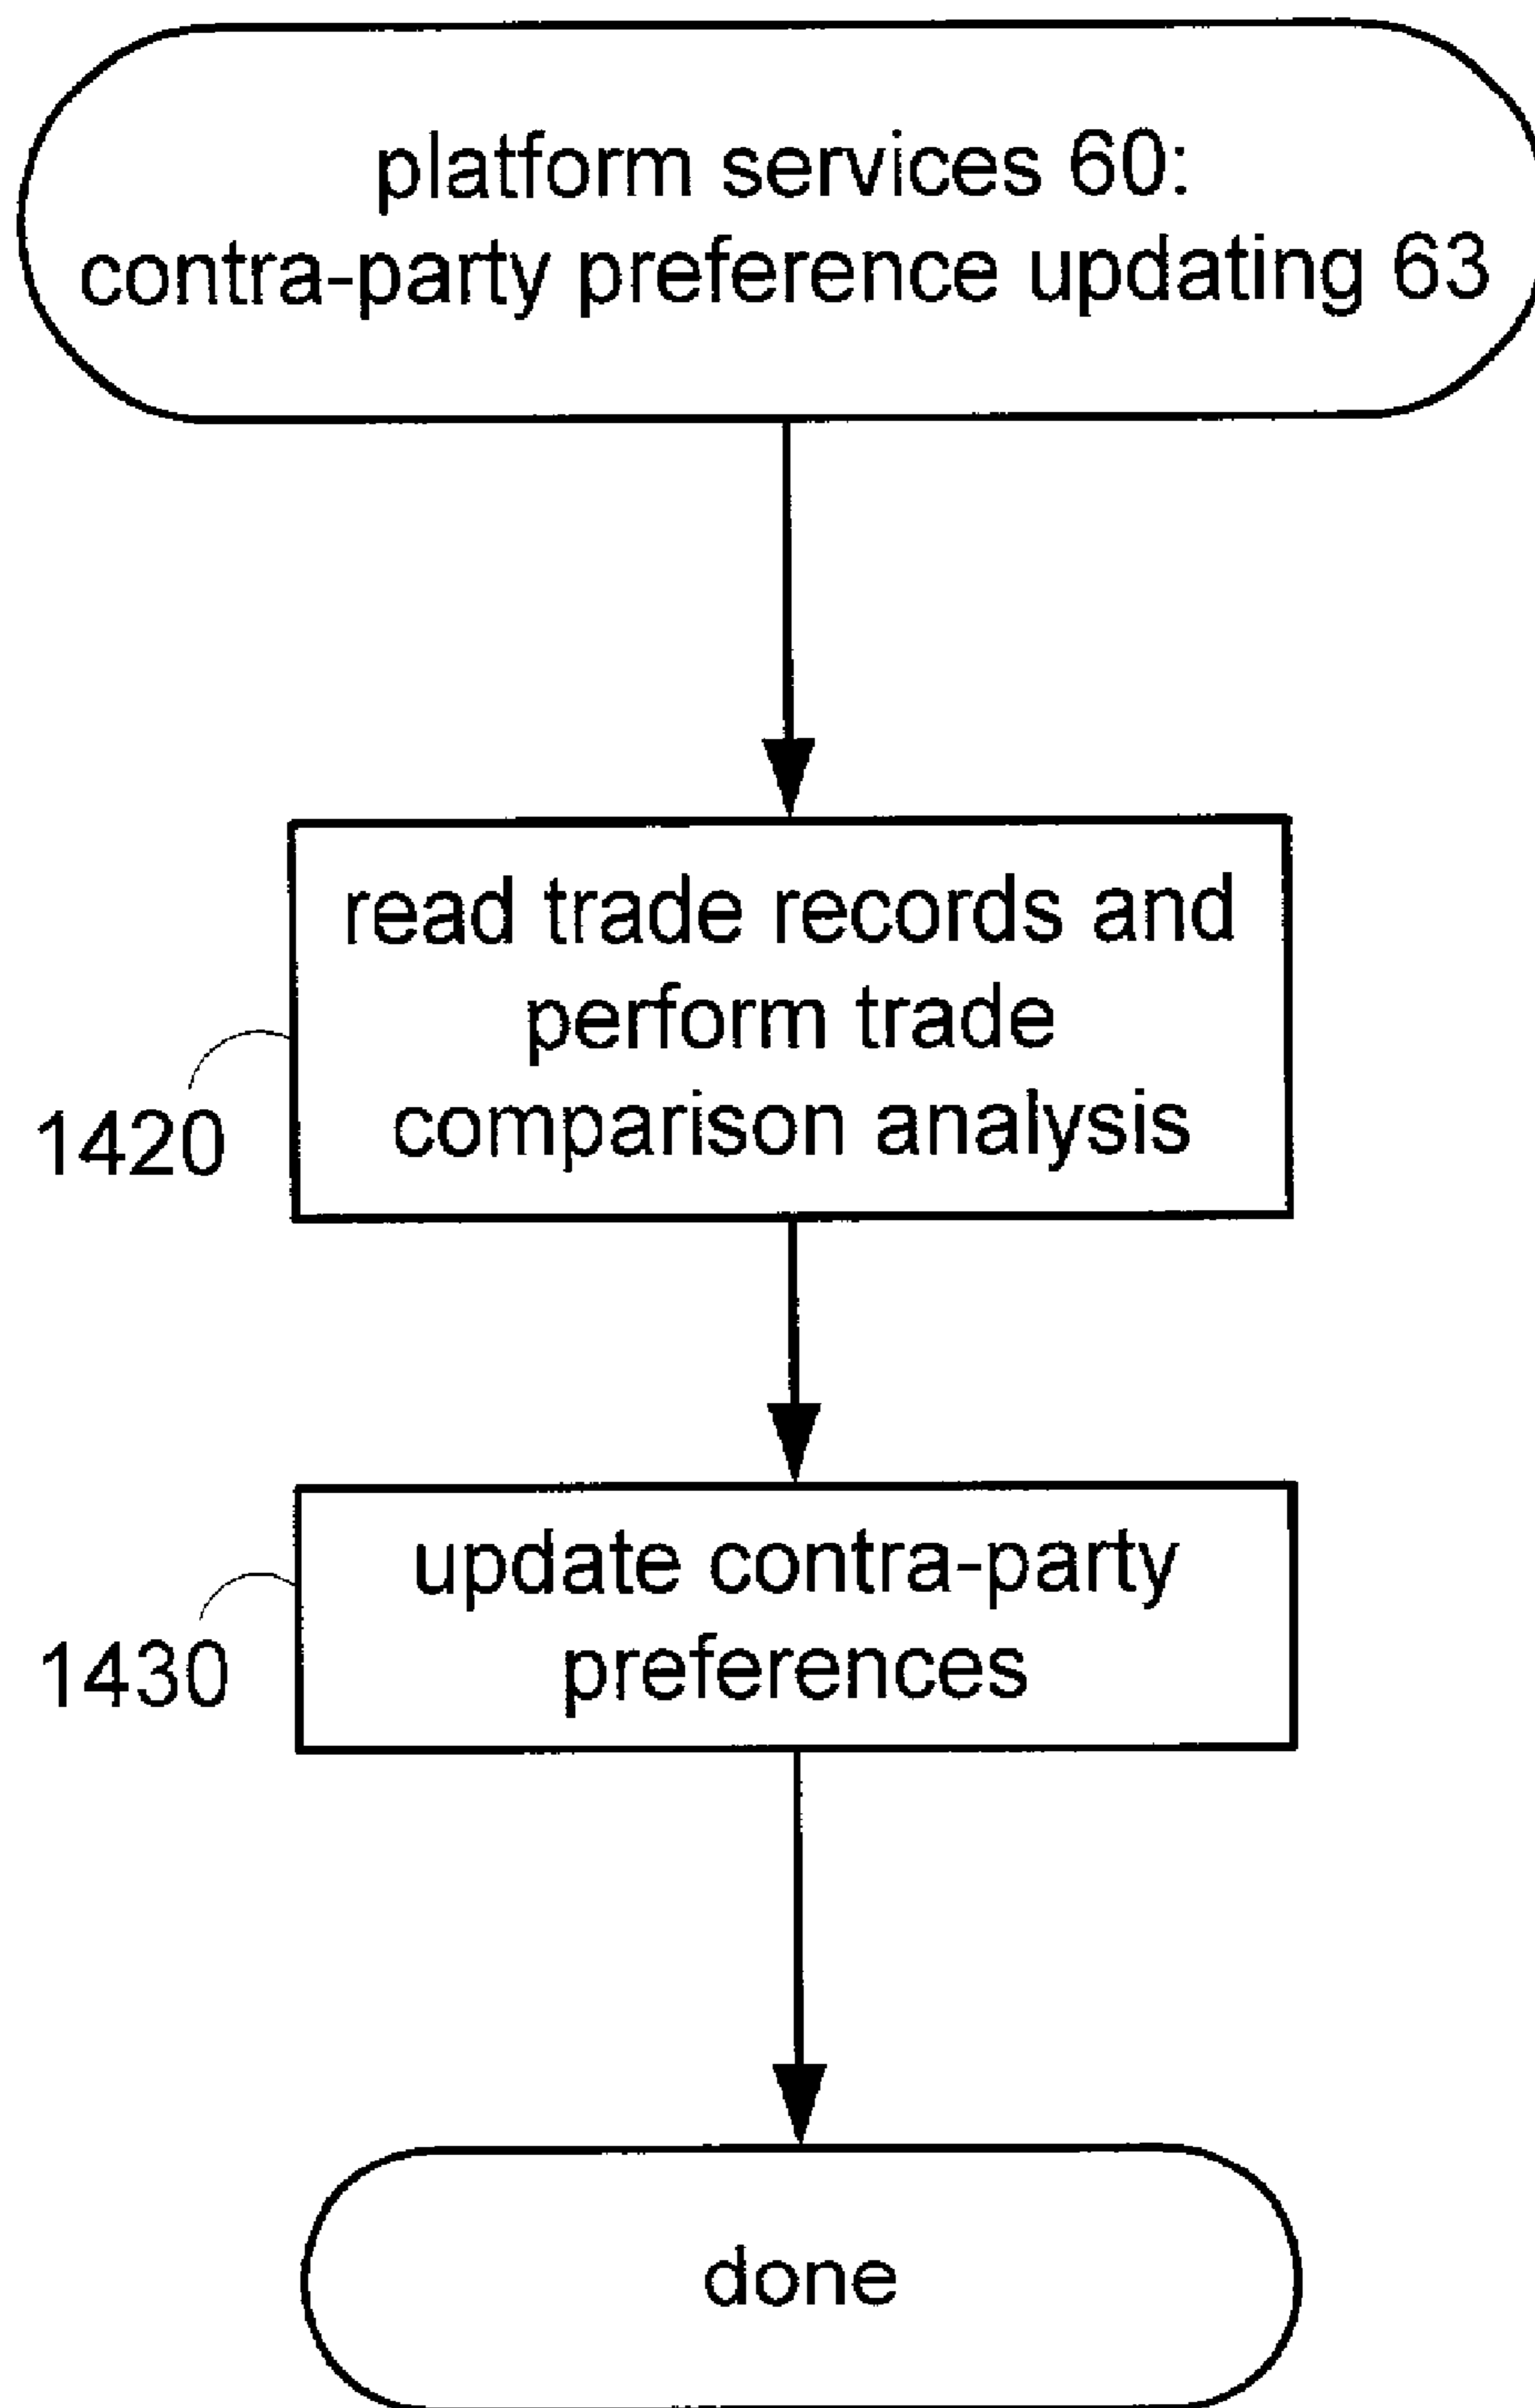 platform services 60:
contra-party preference updating 63
read trade records and
perform trade
comparison analysis
1420
update contra-party
preferences
1430
done